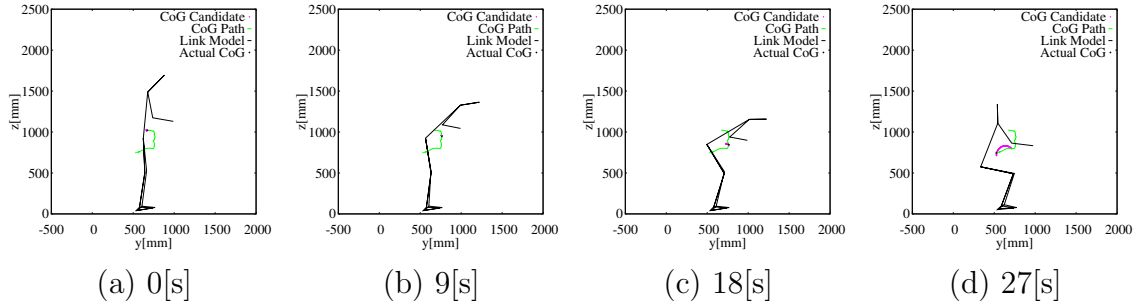 CoG Candidate
CoG Path
Link Model
Actual CoG
2500
2000
1500
1000
500
0
z[mm]
0 500 1000 1500 2000
y[mm]
(a) 0[s]
CoG Candidate
CoG Path
Link Model
Actual CoG
2500
2000
1500
1000
500
0
z[mm]
-500 0 500 1000 1500 2000
y[mm]
(b) 9[s]
CoG Candidate
CoG Path
Link Model
Actual CoG
2500
2000
1500
1000
500
0
z[mm]
-500 0 500 1000 1500 2000
y[mm]
(c) 18[s]
CoG Candidate
CoG Path
Link Model
Actual CoG
2500
2000
1500
1000
500
0
z[mm]
-500 0 500 1000 1500 2000
y[mm]
(d) 27[s]